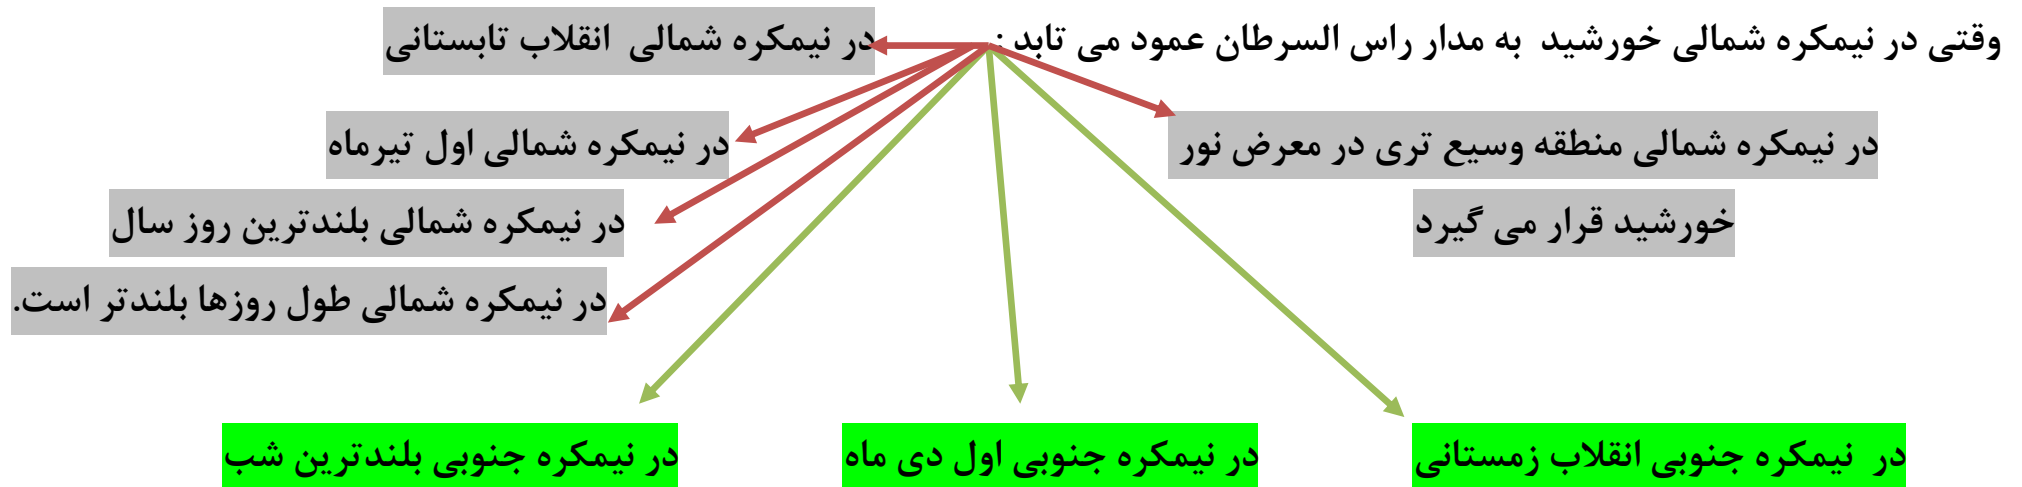 وقتی در نیمکره شمالی خورشید به مدار راس السرطان عمود می تابد :
در نیمکره شمالی انقلاب تابستانی
در نیمکره شمالی منطقه وسیع تری در معرض نور
خورشید قرار می گیرد
در نیمکره شمالی اول تیرماه
در نیمکره شمالی بلندترین روز سال
در نیمکره شمالی طول روزها بلندتر است.
در نیمکره جنوبی انقلاب زمستانی
در نیمکره جنوبی اول دی ماه
در نیمکره جنوبی بلندترین شب